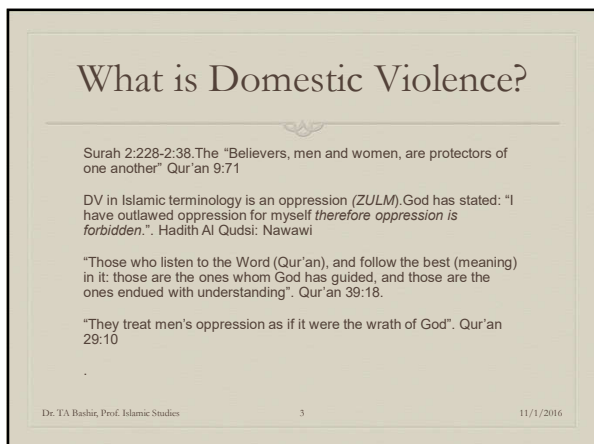 What is Domestic Violence?
Surah 2:228-2:38.The “Believers, men and women, are protectors of
one another” Qur’an 9:71
DV in Islamic terminology is an oppression (ZULM).God has stated: “I
have outlawed oppression for myself therefore oppression is
forbidden.”. Hadith Al Qudsi: Nawawi
“Those who listen to the Word (Qur’an), and follow the best (meaning)
in it: those are the ones whom God has guided, and those are the
ones endued with understanding”. Qur’an 39:18.
“They treat men’s oppression as if it were the wrath of God”. Qur’an
29:10
.
Dr. TA Bashir, Prof. Islamic Studies 3 11/1/2016